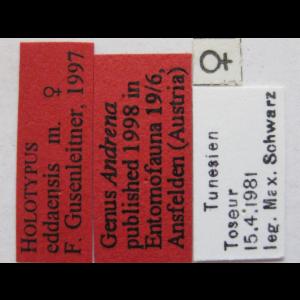 HOLOTYPUS ♀
eddaensis m.
F. Gusenleitner, 1997
Genus Andrena
published 1998 in
Entomofauna 19/6,
Ansfelden (Austria)
♀
Tunesien
Toseur
15.4.1981
leg. Max. Schwarz